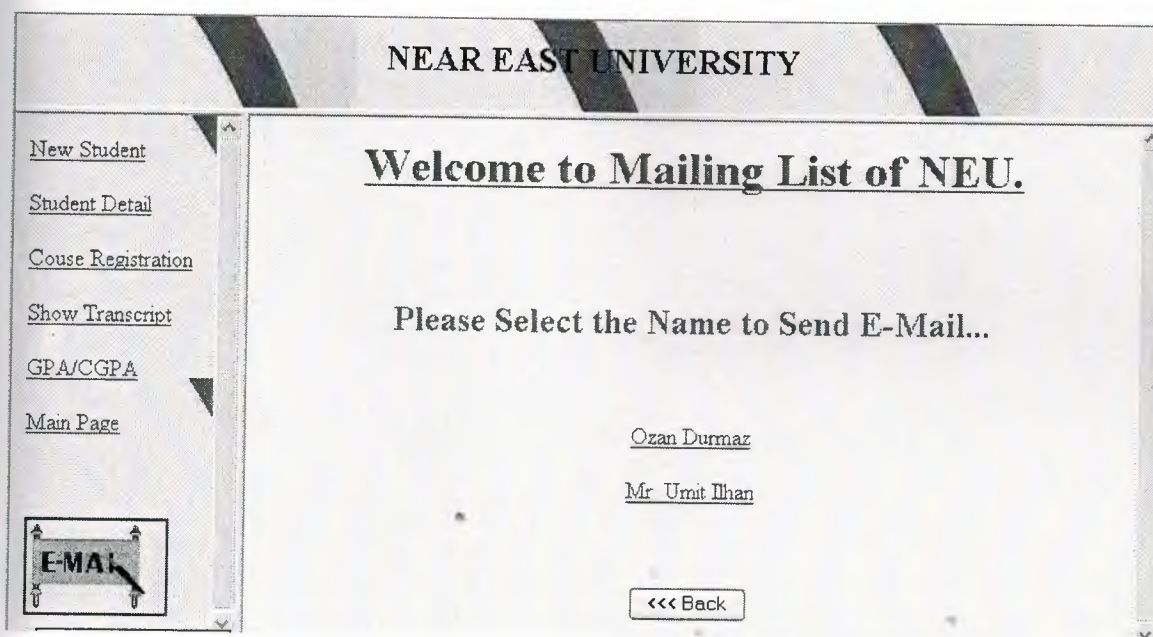 NEAR EAST UNIVERSITY
New Student
Student Detail
Couse Registration
Show Transcript
GPA/CGPA
Main Page
E-MAIL
Welcome to Mailing List of NEU.
Please Select the Name to Send E-Mail...
Ozan Durmaz
Mr Umit Ilhan
<<< Back